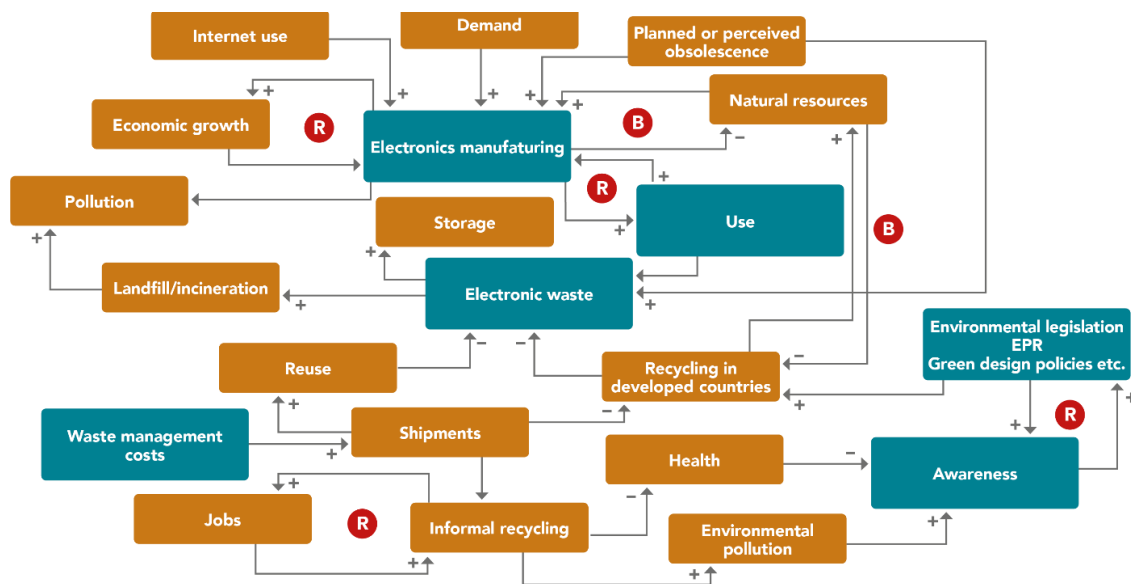 Internet use
Demand
Planned or perceived
obsolescence
+
+
+
+
+
Natural resources
Economic growth
R
B
+
Electronics manufaturing
−
+
+
R
+
Pollution
Storage
+
Use
B
+
+
Landfill/incineration
+
Electronic waste
+
Environmental legislation
EPR
Green design policies etc.
−
−
−
Reuse
Recycling in
developed countries
+
+
+
−
+
R
Waste management
costs
+
Shipments
Health
−
Awareness
+
−
Jobs
R
Informal recycling
Environmental
pollution
+
+
+